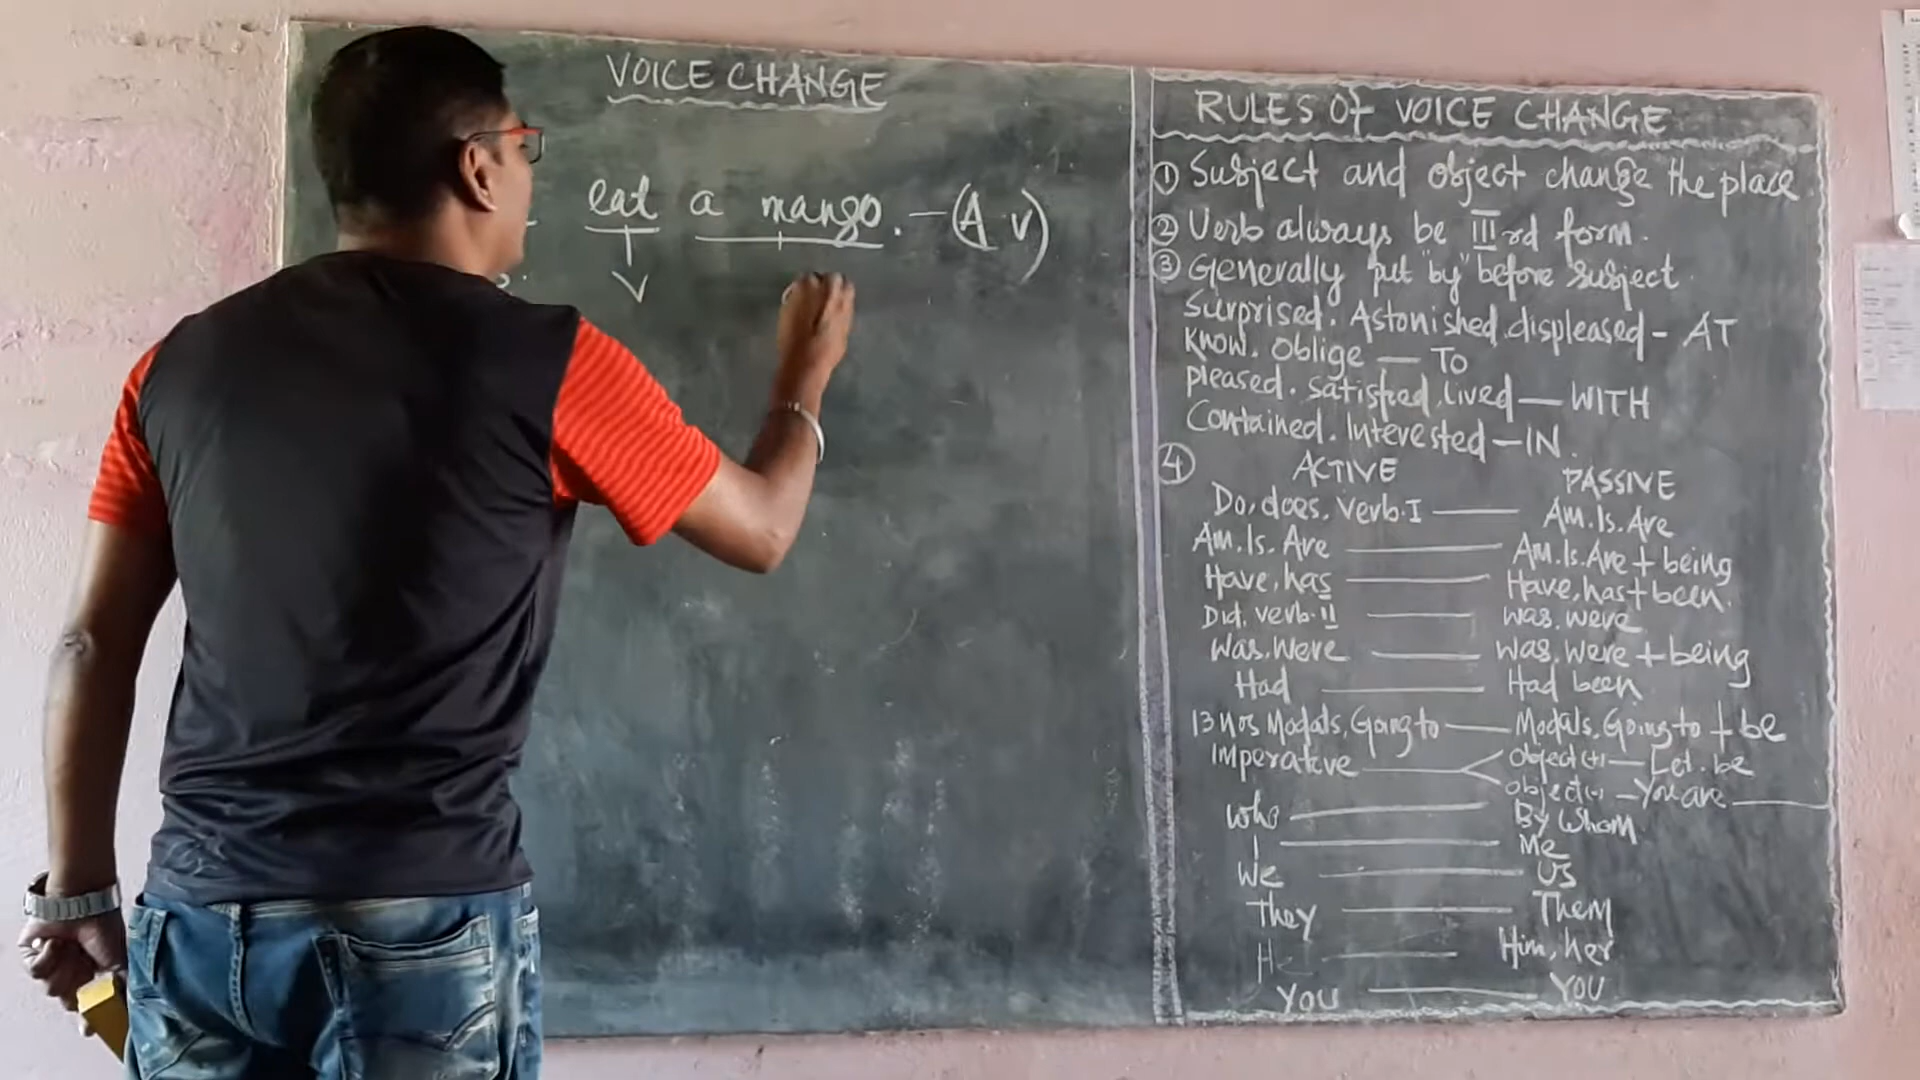 VOICE CHANGE
eat a mango. - (A.V)
V
RULES Of VOICE CHANGE
① Subject and object change the place
② Verb always be IIIrd form.
③ Generally put "by" before subject
Surprised. Astonished. displeased - AT
Know. Oblige — TO
pleased. satisfied. lived — WITH
Contained. Interested - IN.
④ ACTIVE PASSIVE
Do, does. Verb.I —— Am. Is. Are
Am. Is. Are —— Am. Is. Are + being
Have, has —— Have, has + been.
Did. verb.II —— was. were
Was. Were —— was. were + being
Had —— Had been
13 nos Modals, Going to —— Modals. Going to + be
Imperative —— Object(+) — Let. be
object(-) — You are ——
who —— By Whom
I —— Me
We —— Us
They —— Them
He —— Him, her
You —— YOU